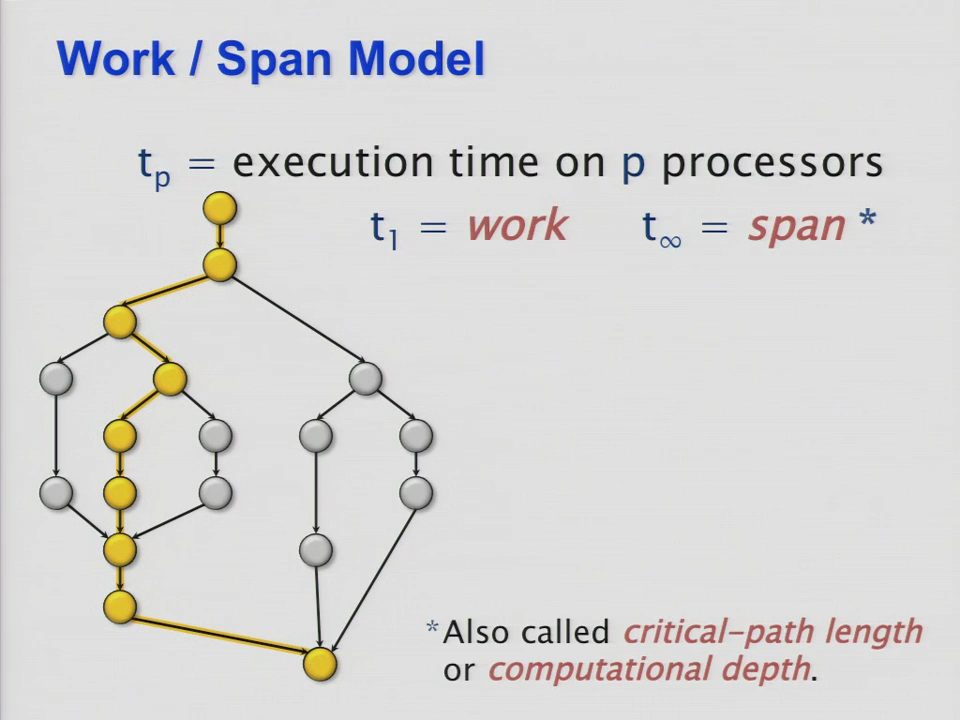 Work / Span Model
tₚ = execution time on p processors
t₁ = work t∞ = span *
*Also called critical-path length
or computational depth.